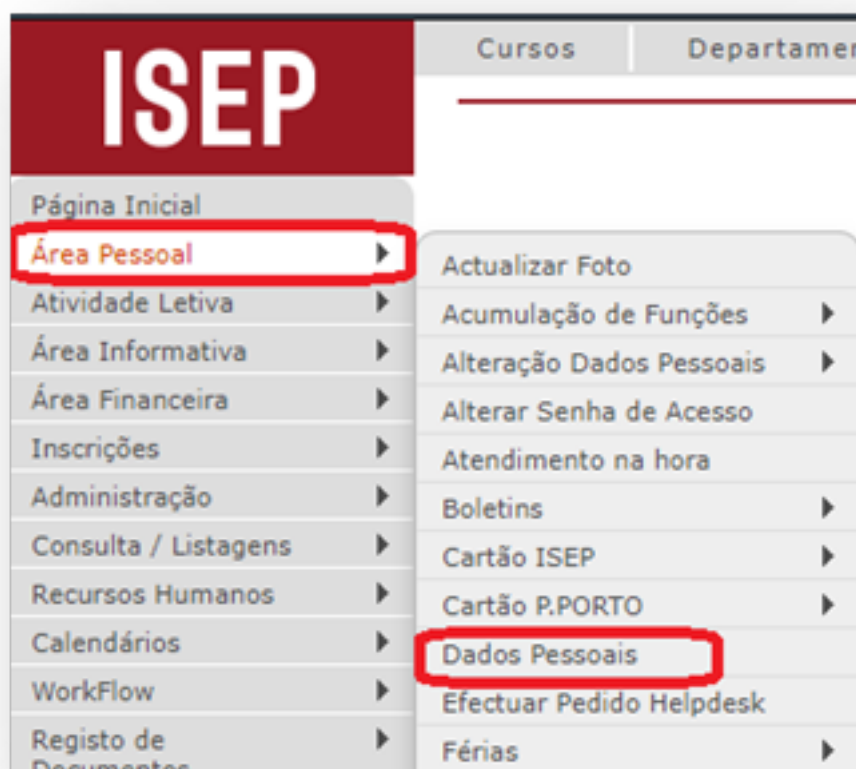 ISEP
Cursos
Página Inicial
Área Pessoal
Atividade Letiva
Área Informativa
Área Financeira
Inscrições
Administração
Consulta / Listagens
Recursos Humanos
Calendários
WorkFlow
Registo de
Actualizar Foto
Acumulação de Funções
Alteração Dados Pessoais
Alterar Senha de Acesso
Atendimento na hora
Boletins
Cartão ISEP
Cartão P.PORTO
Dados Pessoais
Efectuar Pedido Helpdesk
Férias